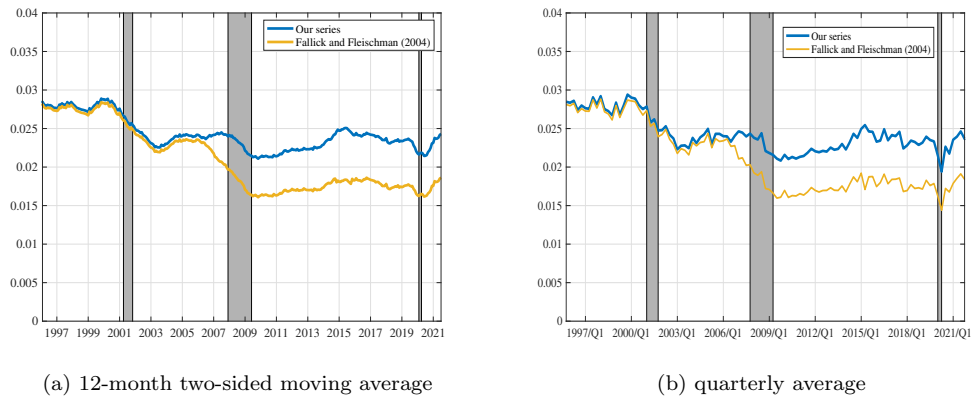 0.04
0.035
0.03
0.025
0.02
0.015
0.01
0.005
0
1997 1999 2001 2003 2005 2007 2009 2011 2013 2015 2017 2019 2021
Our series
Fallick and Fleischman (2004)
(a) 12-month two-sided moving average
0.04
0.035
0.03
0.025
0.02
0.015
0.01
0.005
0
1997/Q1 2000/Q1 2003/Q1 2006/Q1 2009/Q1 2012/Q1 2015/Q1 2018/Q1 2021/Q1
Our series
Fallick and Fleischman (2004)
(b) quarterly average